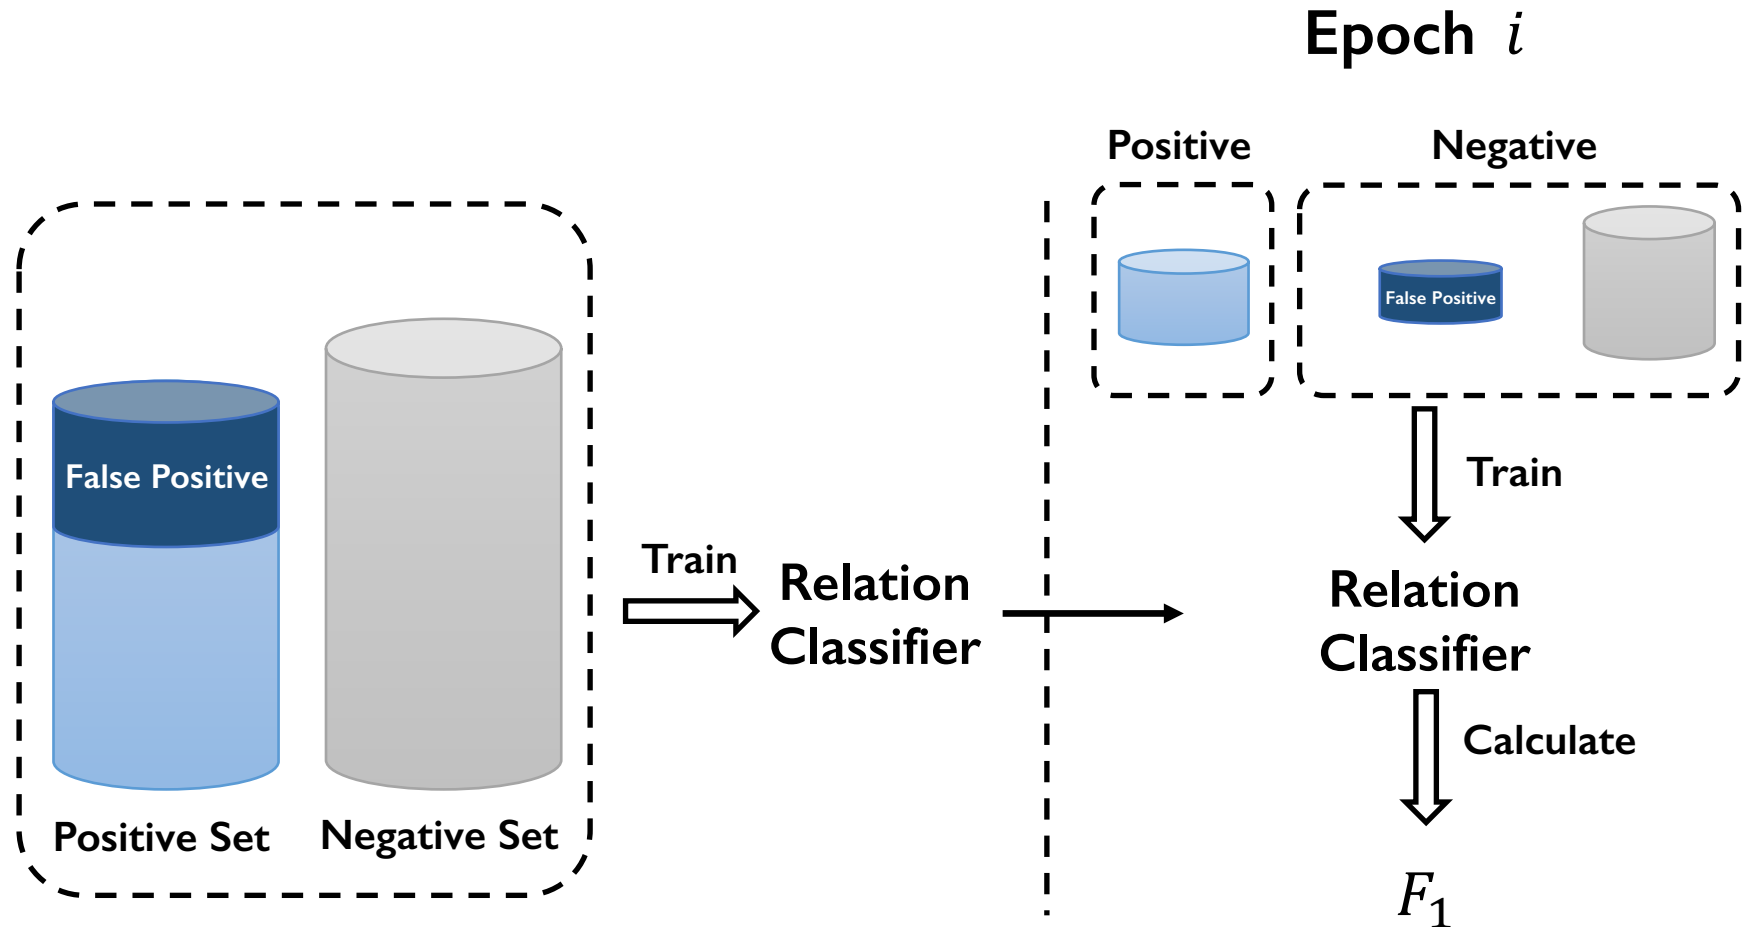 Epoch i
Positive
Negative
False Positive
False Positive
Train
Train
Relation
Classifier
Relation
Classifier
Calculate
Positive Set
Negative Set
F₁